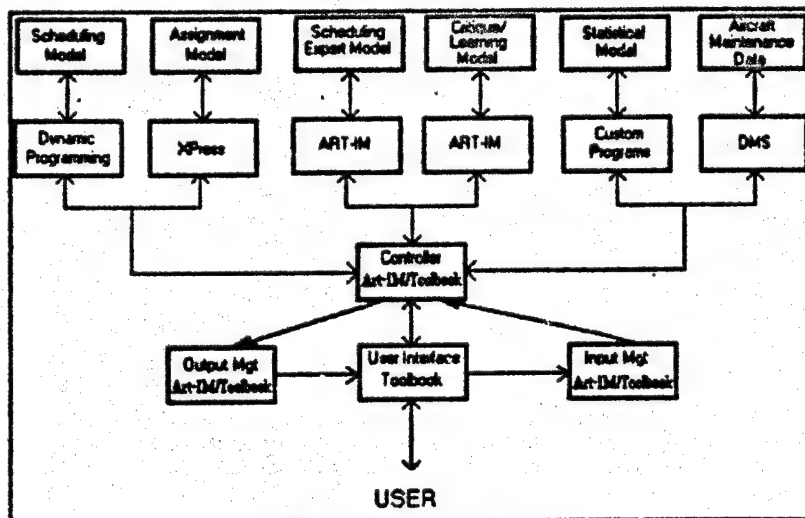 Scheduling
Model
Assignment
Model
Scheduling
Expert Model
Critique/
Learning
Model
Statistical
Model
Aircraft
Maintenance
Data
Dynamic
Programming
XPress
ART-IM
ART-IM
Custom
Programs
DMS
Controller
Art-IM/Toolbook
Output Mgt
Art-IM/Toolbook
User Interface
Toolbook
Input Mgt
Art-IM/Toolbook
USER